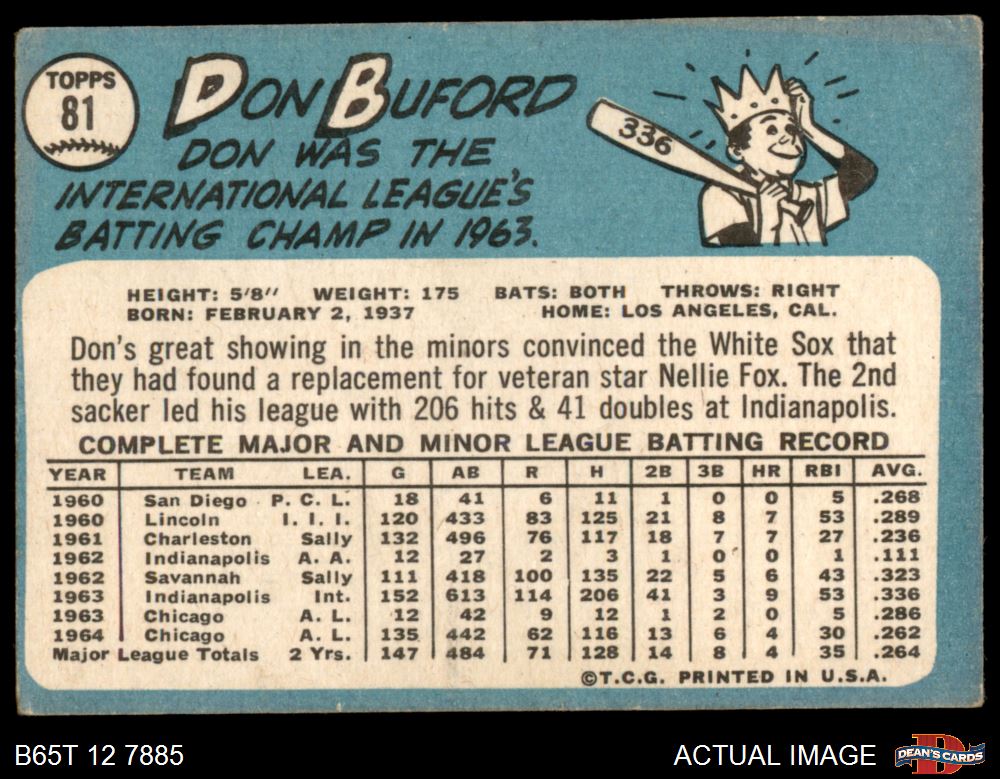 TOPPS
81
DON BUFORD
DON WAS THE
INTERNATIONAL LEAGUE'S
BATTING CHAMP IN 1963.
336
HEIGHT: 5'8" WEIGHT: 175 BATS: BOTH THROWS: RIGHT
BORN: FEBRUARY 2, 1937 HOME: LOS ANGELES, CAL.
Don's great showing in the minors convinced the White Sox that
they had found a replacement for veteran star Nellie Fox. The 2nd
sacker led his league with 206 hits & 41 doubles at Indianapolis.
COMPLETE MAJOR AND MINOR LEAGUE BATTING RECORD
YEAR TEAM LEA. G AB R H 2B 3B HR RBI AVG.
1960 San Diego P. C. L. 18 41 6 11 1 0 0 5 .268
1960 Lincoln I. I. I. 120 433 83 125 21 8 7 53 .289
1961 Charleston Sally 132 496 76 117 18 7 7 27 .236
1962 Indianapolis A. A. 12 27 2 3 1 0 0 1 .111
1962 Savannah Sally 111 418 100 135 22 5 6 43 .323
1963 Indianapolis Int. 152 613 114 206 41 3 9 53 .336
1963 Chicago A. L. 12 42 9 12 1 2 0 5 .286
1964 Chicago A. L. 135 442 62 116 13 6 4 30 .262
Major League Totals 2 Yrs. 147 484 71 128 14 8 4 35 .264
©T.C.G. PRINTED IN U.S.A.
B65T 12 7885 ACTUAL IMAGE
DEAN'S CARDS